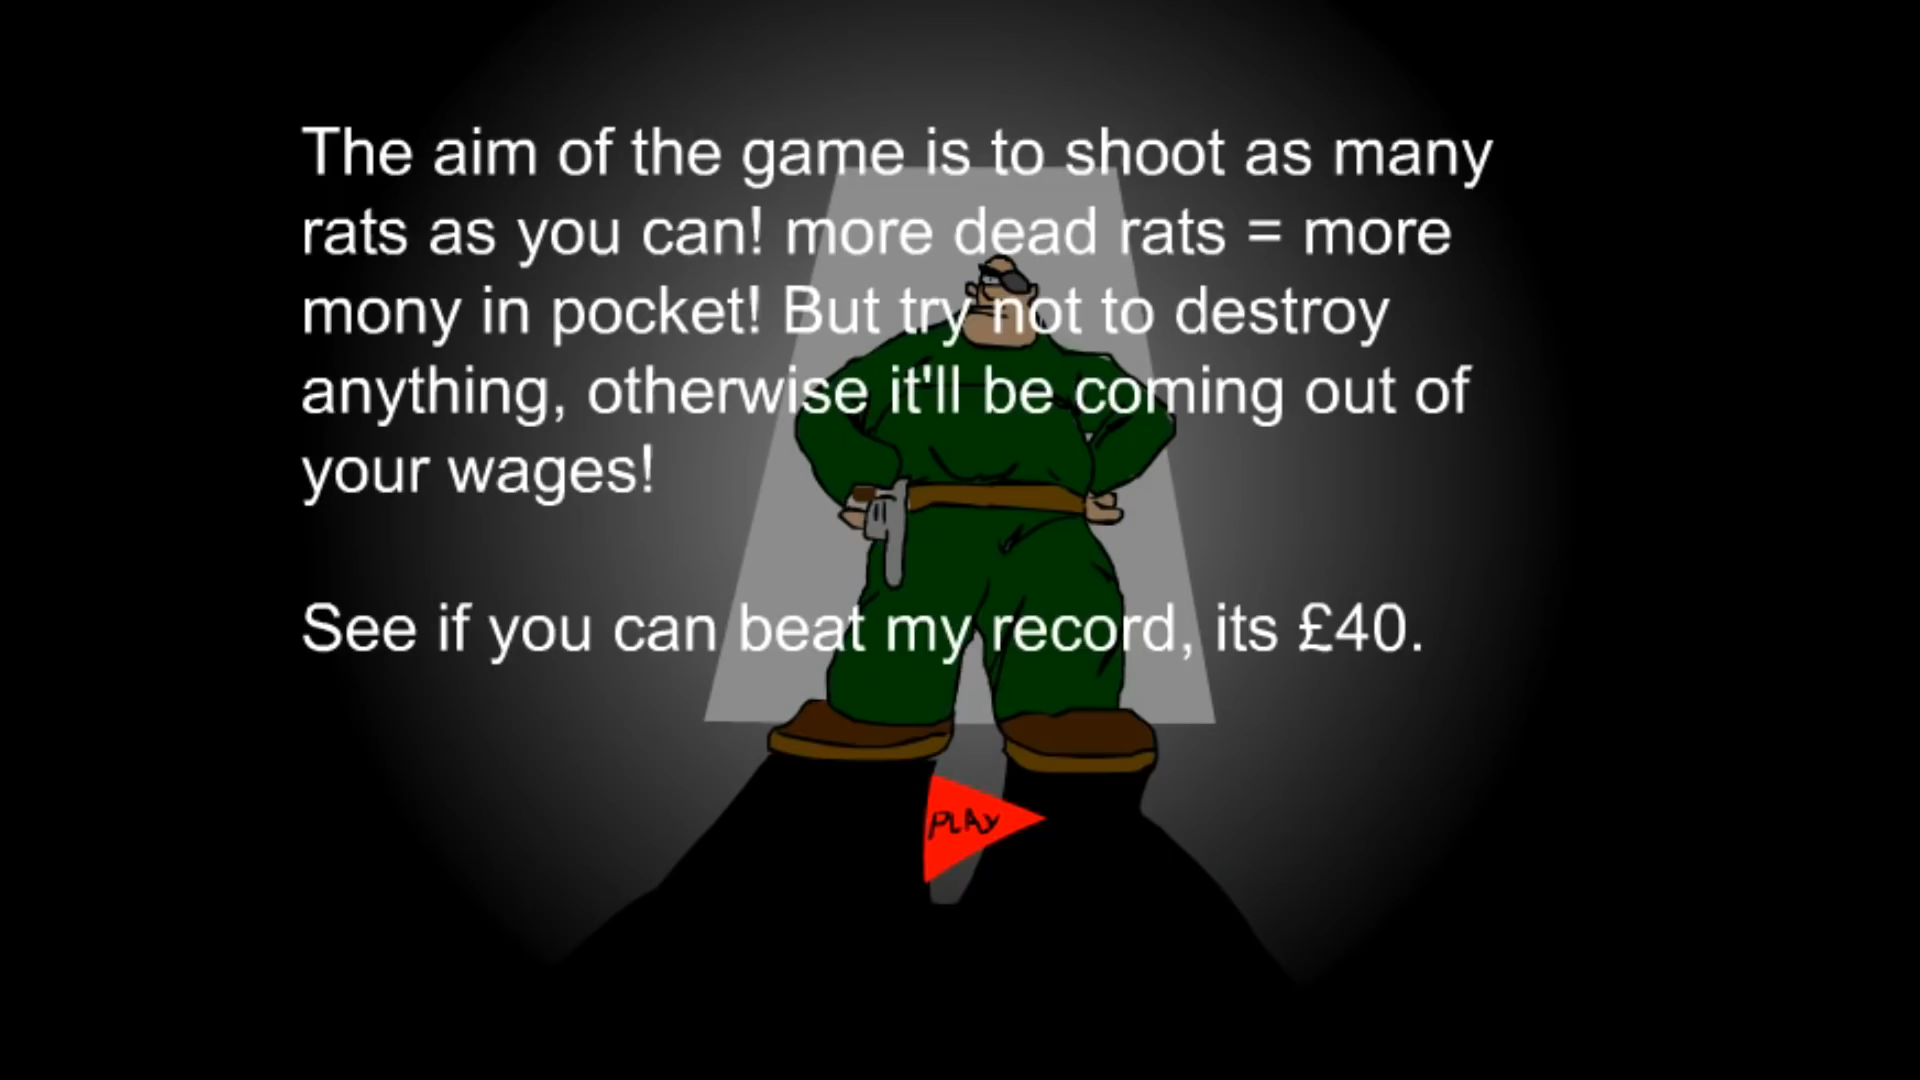 The aim of the game is to shoot as many
rats as you can! more dead rats = more
mony in pocket! But try not to destroy
anything, otherwise it'll be coming out of
your wages!
See if you can beat my record, its £40.
PLAY